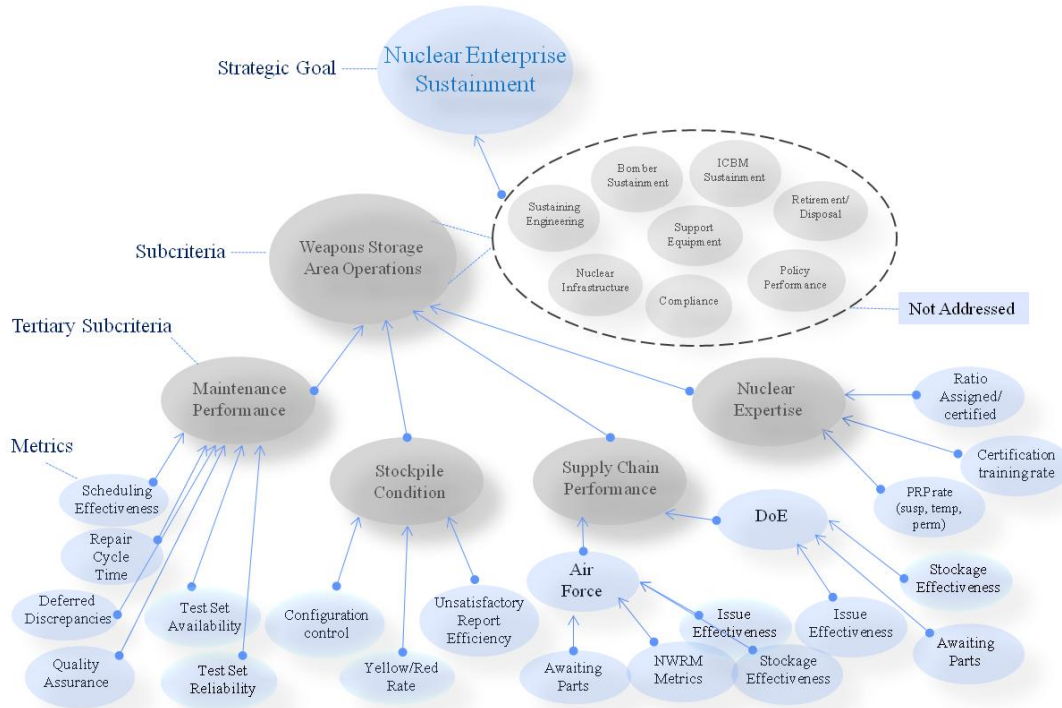 Strategic Goal
Nuclear Enterprise
Sustainment
Bomber
Sustainment
ICBM
Sustainment
Sustaining
Engineering
Support
Equipment
Retirement/
Disposal
Nuclear
Infrastructure
Compliance
Policy
Performance
Not Addressed
Subcriteria
Weapons Storage
Area Operations
Tertiary Subcriteria
Maintenance
Performance
Stockpile
Condition
Supply Chain
Performance
Nuclear
Expertise
Ratio
Assigned/
certified
Certification
training rate
PRP rate
(susp, temp,
perm)
Metrics
Scheduling
Effectiveness
Repair
Cycle
Time
Deferred
Discrepancies
Quality
Assurance
Test Set
Availability
Test Set
Reliability
Configuration
control
Yellow/Red
Rate
Unsatisfactory
Report
Efficiency
Air
Force
DoE
Awaiting
Parts
NWRM
Metrics
Issue
Effectiveness
Stockage
Effectiveness
Issue
Effectiveness
Awaiting
Parts
Stockage
Effectiveness